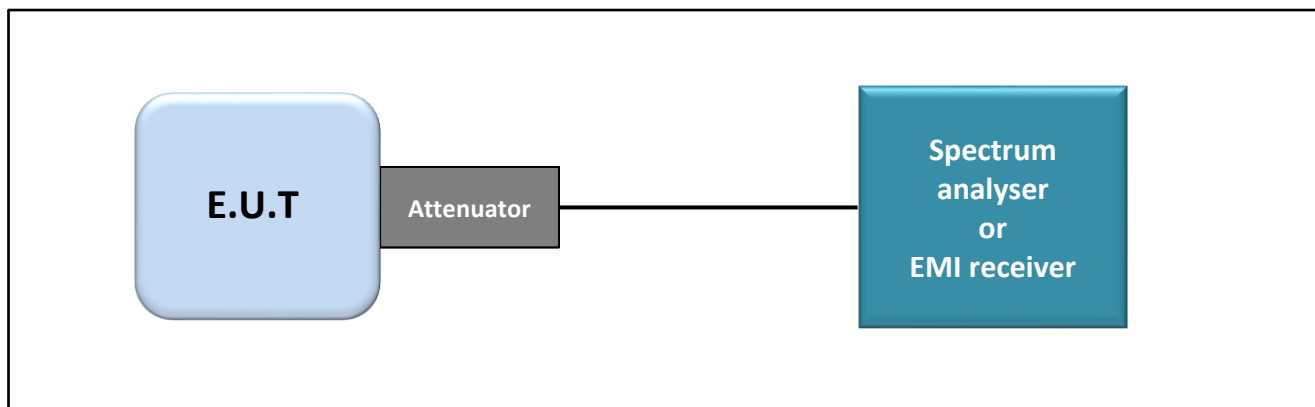 E.U.T
Attenuator
Spectrum
analyser
or
EMI receiver